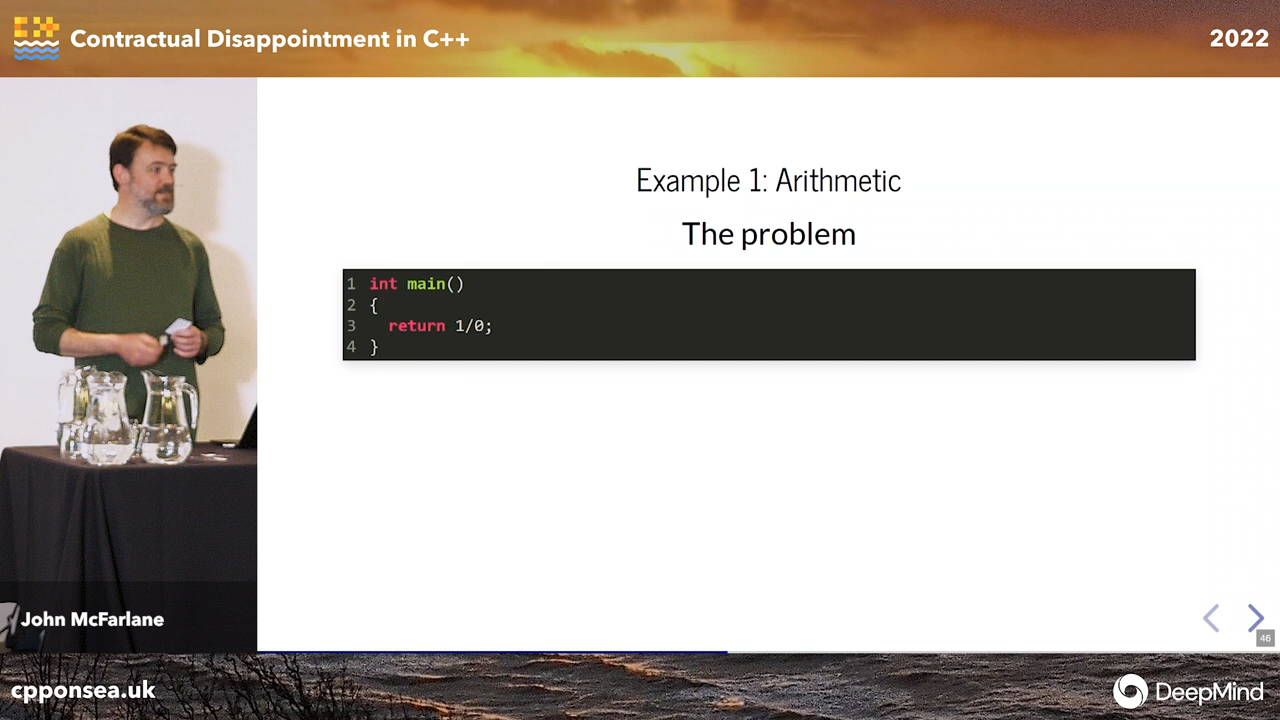 Contractual Disappointment in C++
2022
Example 1: Arithmetic
The problem
1 int main()
2 {
3   return 1/0;
4 }
John McFarlane
46
cpponsea.uk
DeepMind